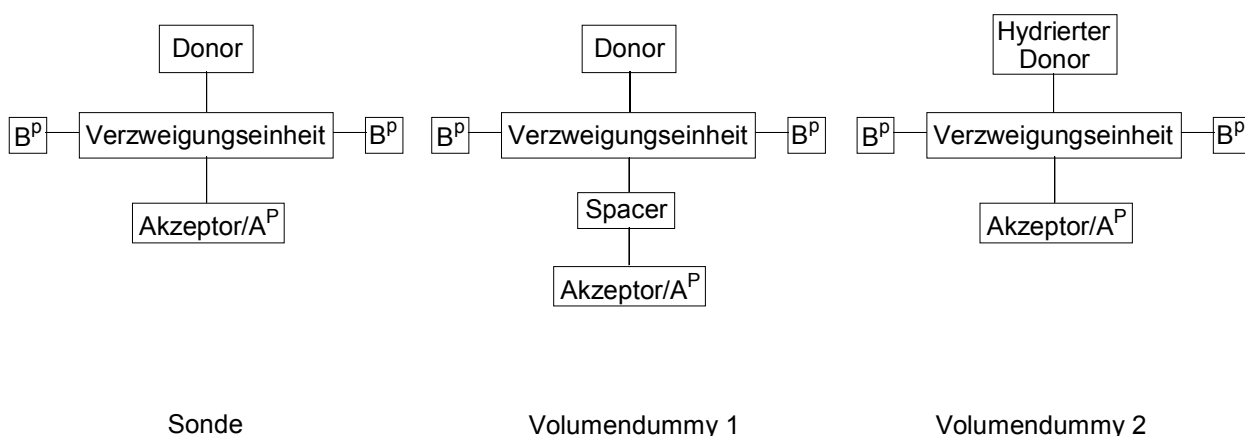 Donor
Donor
Hydrierter
Donor
B^p
Verzweigungseinheit
B^p
B^p
Verzweigungseinheit
B^p
B^p
Verzweigungseinheit
B^p
Akzeptor/A^P
Spacer
Akzeptor/A^P
Akzeptor/A^P
Sonde
Volumendummy 1
Volumendummy 2